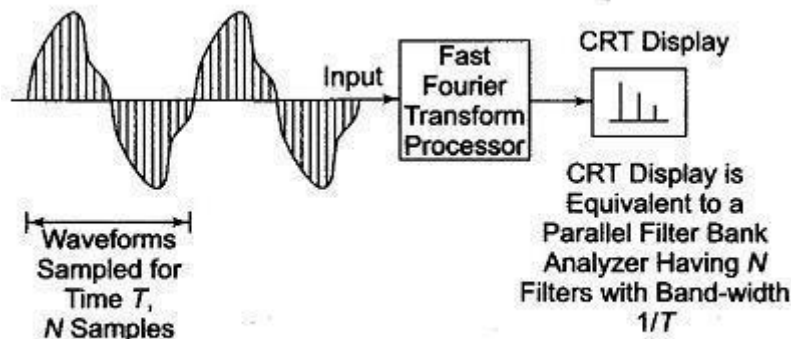 Input
Fast
Fourier
Transform
Processor
CRT Display
Waveforms
Sampled for
Time T,
N Samples
CRT Display is
Equivalent to a
Parallel Filter Bank
Analyzer Having N
Filters with Band-width
1/T